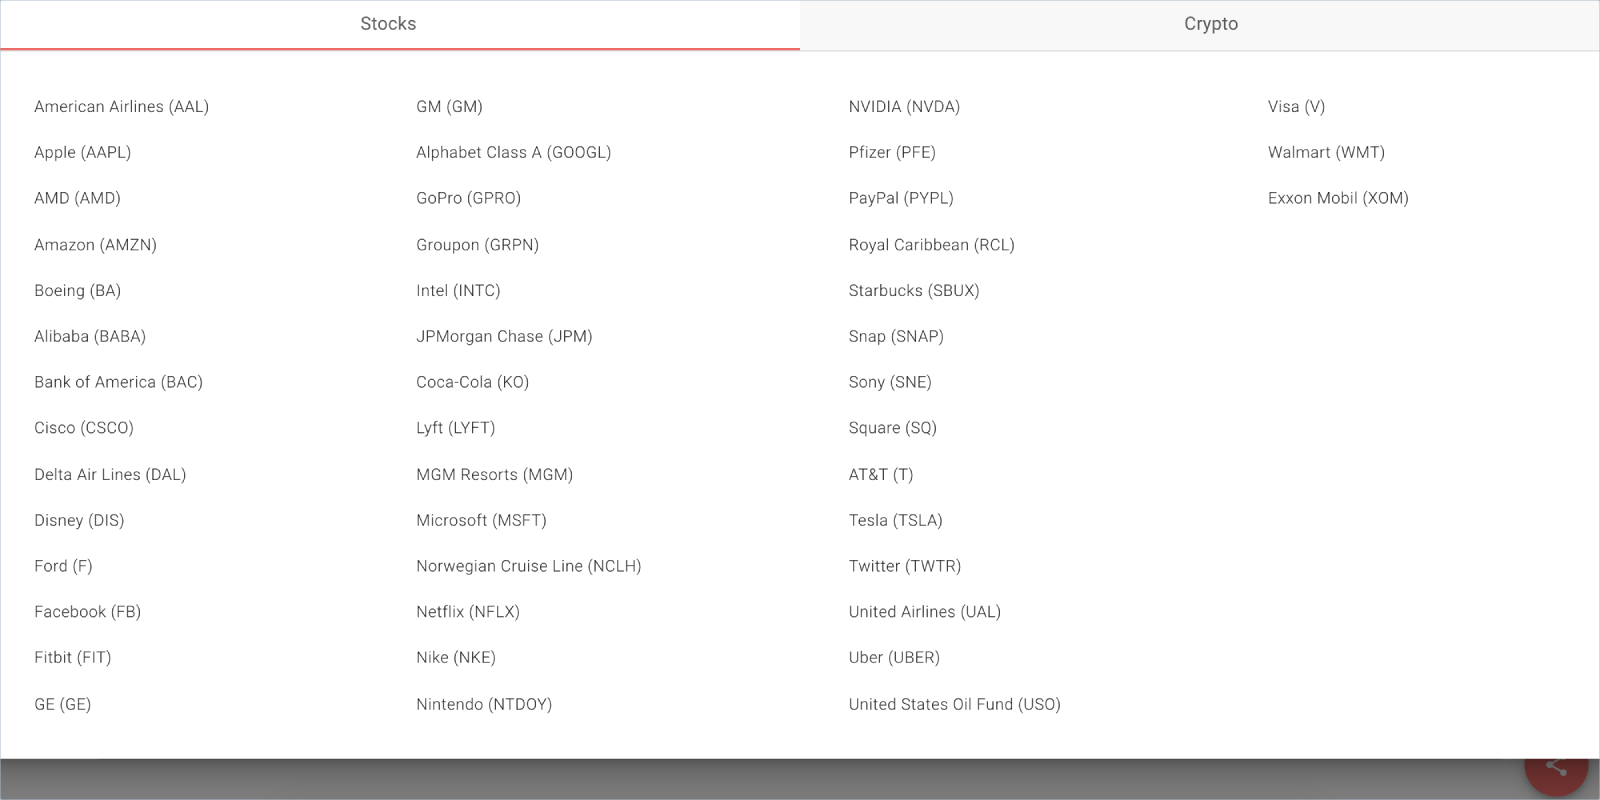 Stocks
Crypto
American Airlines (AAL)
Apple (AAPL)
AMD (AMD)
Amazon (AMZN)
Boeing (BA)
Alibaba (BABA)
Bank of America (BAC)
Cisco (CSCO)
Delta Air Lines (DAL)
Disney (DIS)
Ford (F)
Facebook (FB)
Fitbit (FIT)
GE (GE)
GM (GM)
Alphabet Class A (GOOGL)
GoPro (GPRO)
Groupon (GRPN)
Intel (INTC)
JPMorgan Chase (JPM)
Coca-Cola (KO)
Lyft (LYFT)
MGM Resorts (MGM)
Microsoft (MSFT)
Norwegian Cruise Line (NCLH)
Netflix (NFLX)
Nike (NKE)
Nintendo (NTDOY)
NVIDIA (NVDA)
Pfizer (PFE)
PayPal (PYPL)
Royal Caribbean (RCL)
Starbucks (SBUX)
Snap (SNAP)
Sony (SNE)
Square (SQ)
AT&T (T)
Tesla (TSLA)
Twitter (TWTR)
United Airlines (UAL)
Uber (UBER)
United States Oil Fund (USO)
Visa (V)
Walmart (WMT)
Exxon Mobil (XOM)